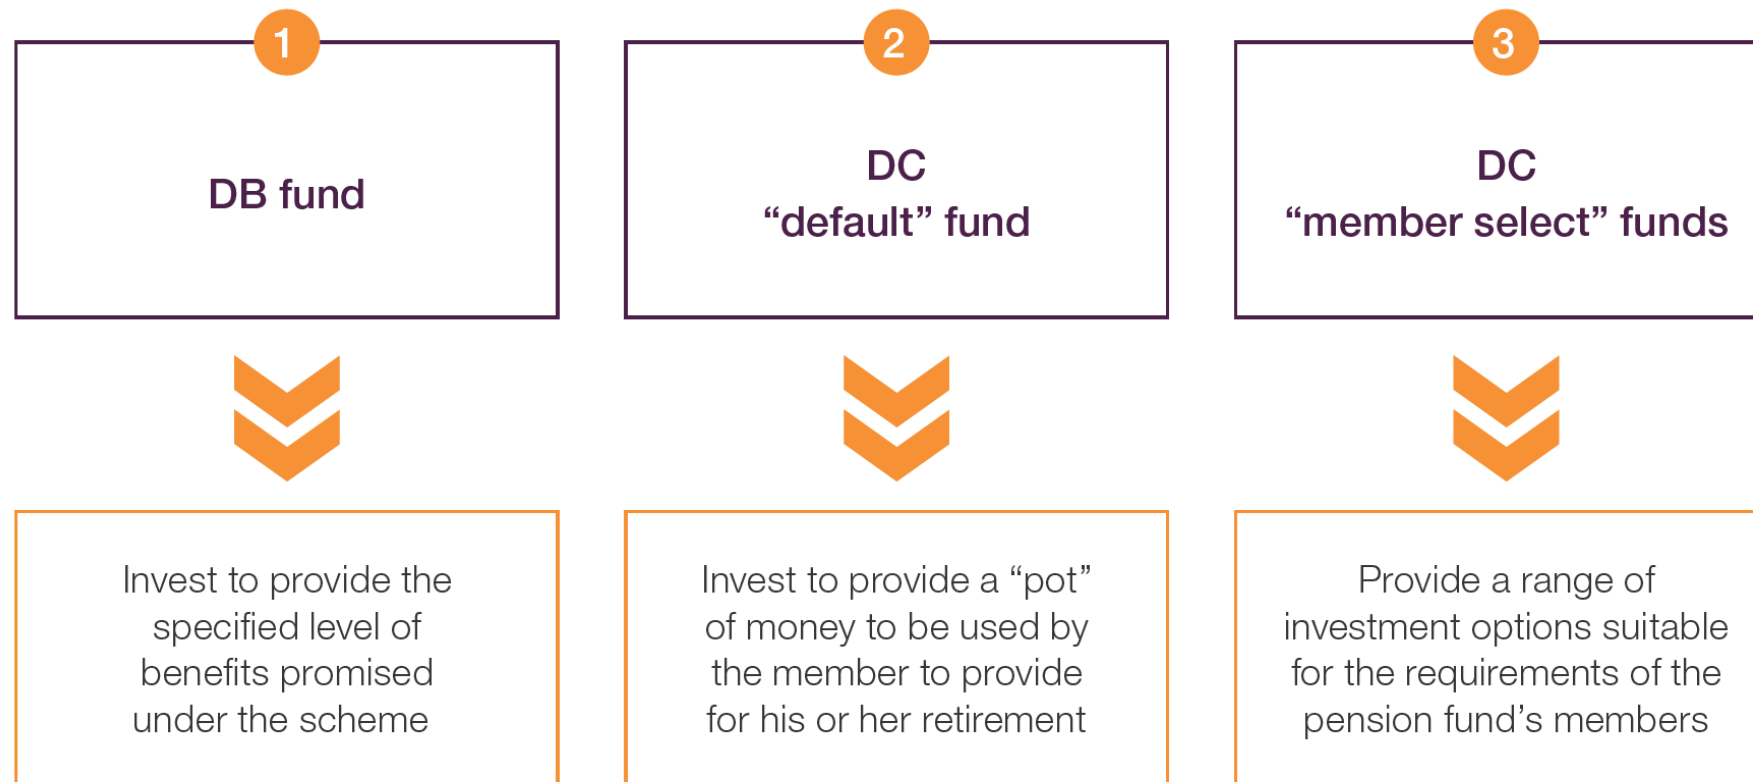 1
DB fund
Invest to provide the
specified level of
benefits promised
under the scheme
2
DC
“default” fund
Invest to provide a “pot”
of money to be used by
the member to provide
for his or her retirement
3
DC
“member select” funds
Provide a range of
investment options suitable
for the requirements of the
pension fund’s members